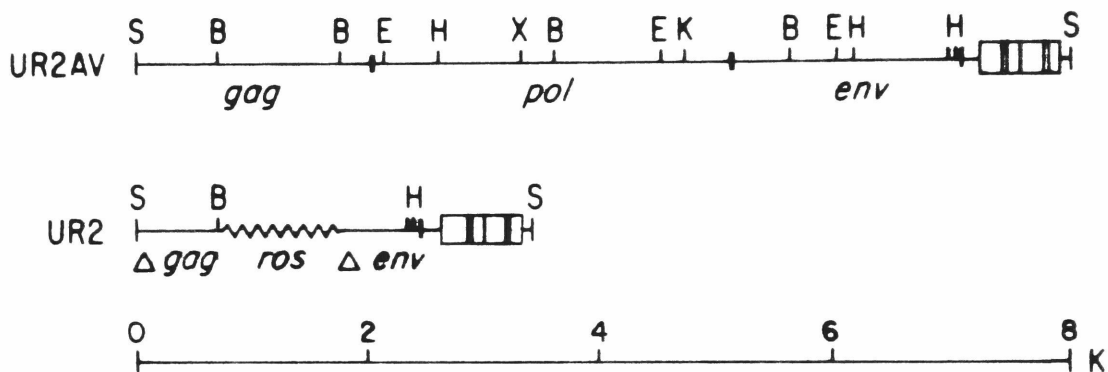 S B B E H X B E K B E H H S
UR2AV
gag pol env
S B H S
UR2
Δ gag ros Δ env
0 2 4 6 8
K